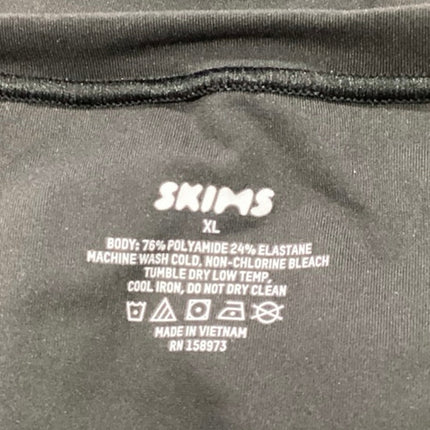 SKIMS
XL
BODY: 76% POLYAMIDE 24% ELASTANE
MACHINE WASH COLD, NON-CHLORINE BLEACH
TUMBLE DRY LOW TEMP,
COOL IRON, DO NOT DRY CLEAN
MADE IN VIETNAM
RN 158973